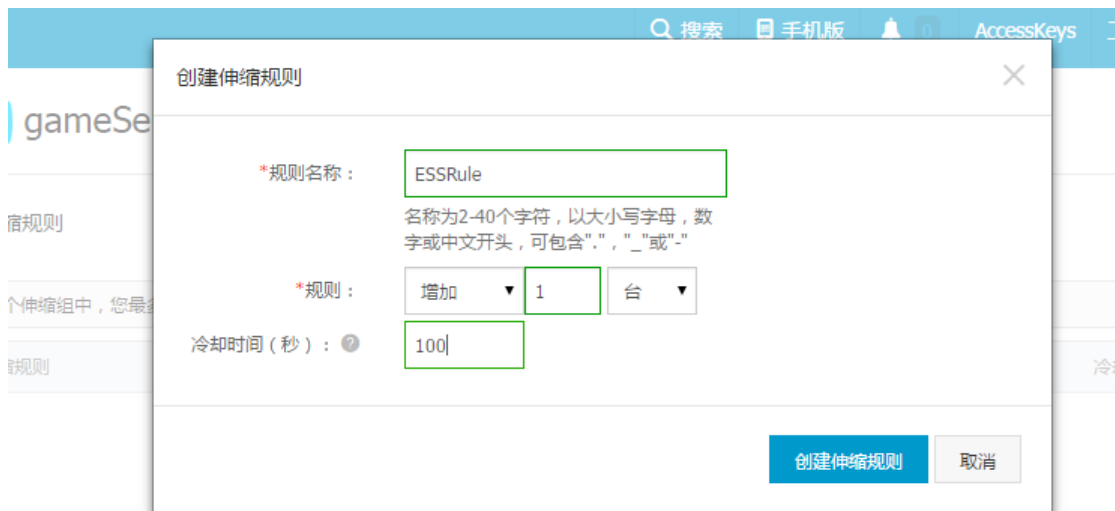 搜索 手机版 0 AccessKeys
创建伸缩规则
gameSe
*规则名称：
ESSRule
名称为2-40个字符，以大小写字母，数
字或中文开头，可包含"."，"_"或"-"
缩规则
*规则：
增加 1 台
个伸缩组中，您最多
冷却时间（秒）：
100
缩规则
冷却
创建伸缩规则 取消